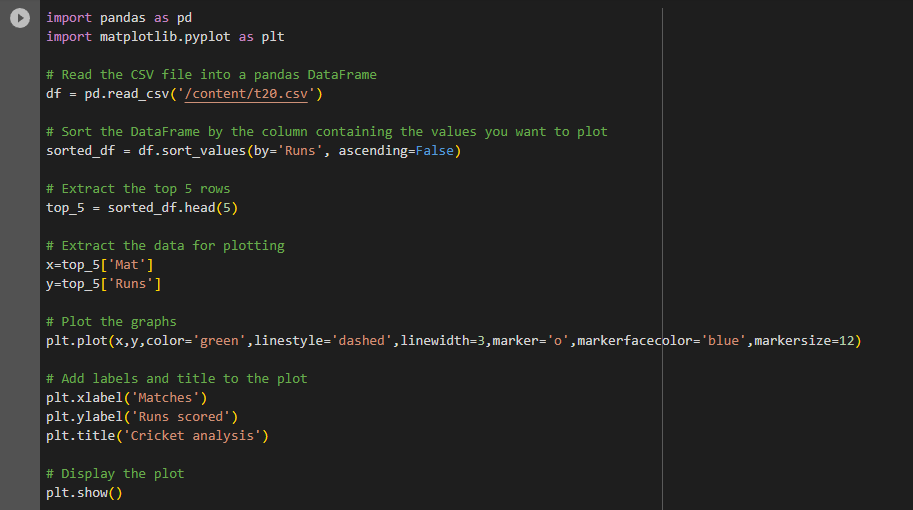 import pandas as pd
import matplotlib.pyplot as plt
# Read the CSV file into a pandas DataFrame
df = pd.read_csv('/content/t20.csv')
# Sort the DataFrame by the column containing the values you want to plot
sorted_df = df.sort_values(by='Runs', ascending=False)
# Extract the top 5 rows
top_5 = sorted_df.head(5)
# Extract the data for plotting
x=top_5['Mat']
y=top_5['Runs']
# Plot the graphs
plt.plot(x,y,color='green',linestyle='dashed',linewidth=3,marker='o',markerfacecolor='blue',markersize=12)
# Add labels and title to the plot
plt.xlabel('Matches')
plt.ylabel('Runs scored')
plt.title('Cricket analysis')
# Display the plot
plt.show()